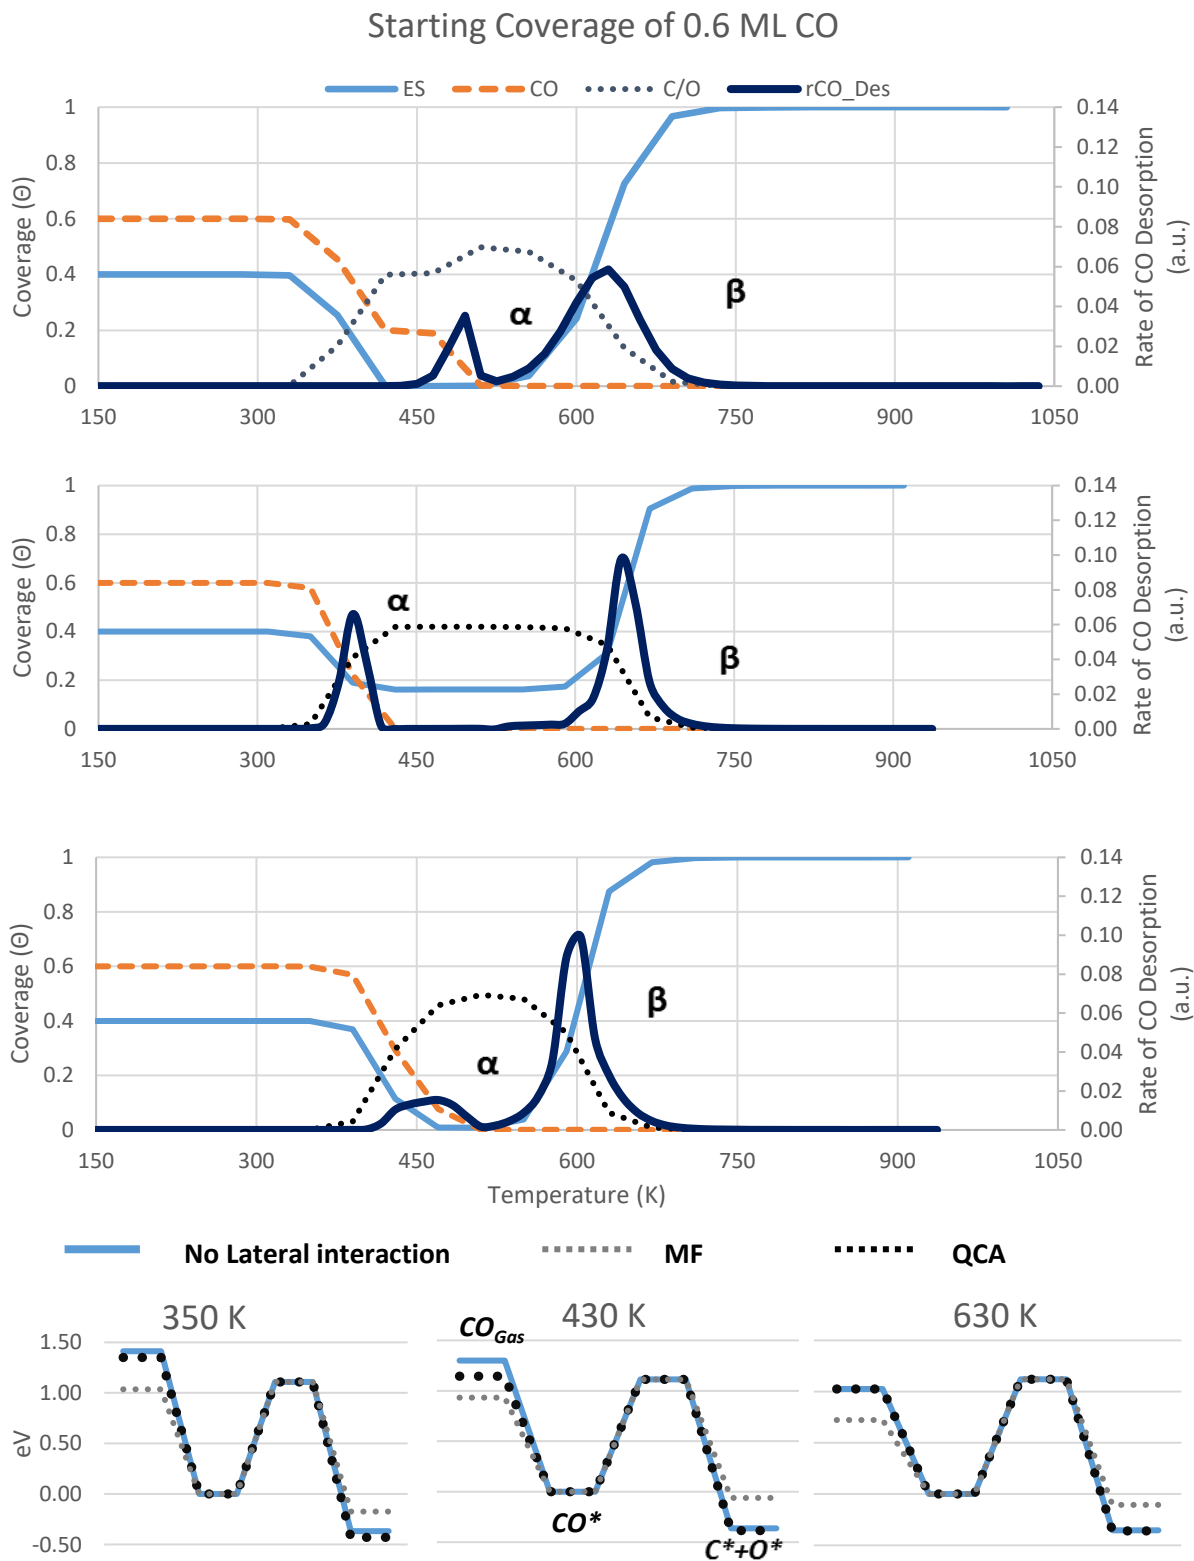 Starting Coverage of 0.6 ML CO
ES CO C/O rCO_Des
Coverage (Θ)
1
0.8
0.6
0.4
0.2
0
0.14
0.12
0.10
0.08
0.06
0.04
0.02
0.00
Rate of CO Desorption
(a.u.)
α
β
150 300 450 600 750 900 1050
Coverage (Θ)
1
0.8
0.6
0.4
0.2
0
0.14
0.12
0.10
0.08
0.06
0.04
0.02
0.00
Rate of CO Desorption
(a.u.)
α
β
150 300 450 600 750 900 1050
Coverage (Θ)
1
0.8
0.6
0.4
0.2
0
0.14
0.12
0.10
0.08
0.06
0.04
0.02
0.00
Rate of CO Desorption
(a.u.)
α
β
150 300 450 600 750 900 1050
Temperature (K)
No Lateral interaction MF QCA
350 K
430 K
630 K
eV
1.50
1.00
0.50
0.00
-0.50
CO Gas
CO*
C*+O*